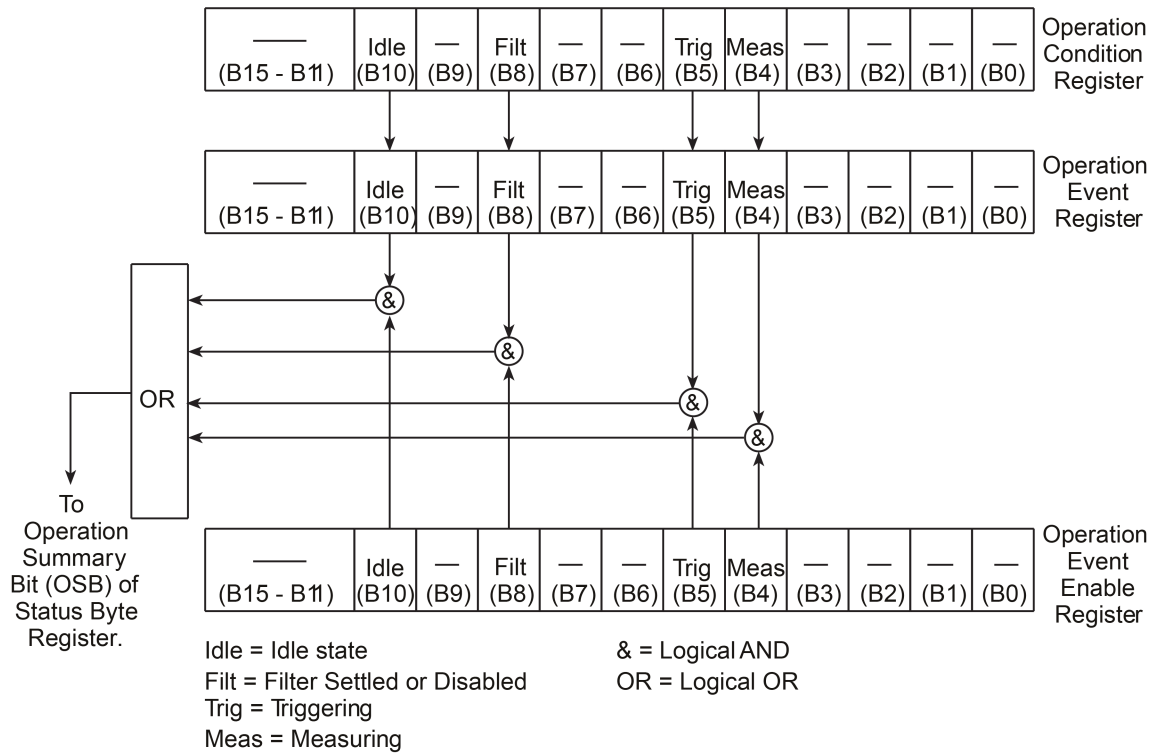 Idle Filt Trig Meas
(B15 - B11) (B10) (B9) (B8) (B7) (B6) (B5) (B4) (B3) (B2) (B1) (B0)
Operation
Condition
Register
Idle Filt Trig Meas
(B15 - B11) (B10) (B9) (B8) (B7) (B6) (B5) (B4) (B3) (B2) (B1) (B0)
Operation
Event
Register
&
&
&
&
OR
To
Operation
Summary
Bit (OSB) of
Status Byte
Register.
Idle Filt Trig Meas
(B15 - B11) (B10) (B9) (B8) (B7) (B6) (B5) (B4) (B3) (B2) (B1) (B0)
Operation
Event
Enable
Register
Idle = Idle state
Filt = Filter Settled or Disabled
Trig = Triggering
Meas = Measuring
& = Logical AND
OR = Logical OR